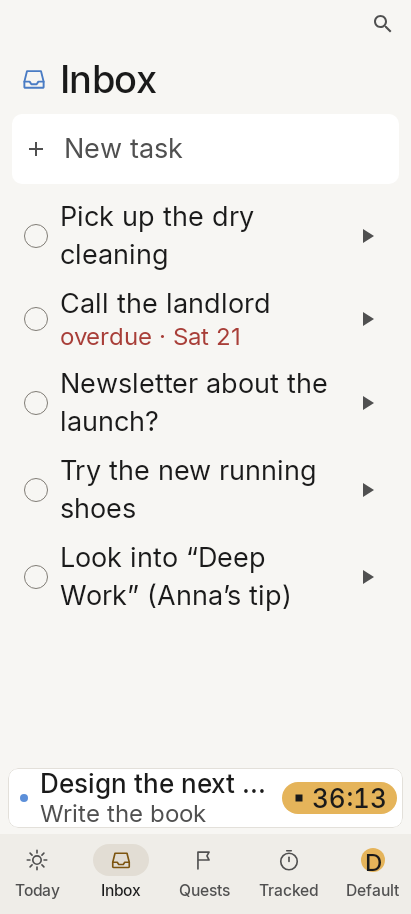 Inbox
New task
Pick up the dry
cleaning
Call the landlord
overdue · Sat 21
Newsletter about the
launch?
Try the new running
shoes
Look into “Deep
Work” (Anna’s tip)
Design the next ...
Write the book
36:13
D
Today
Inbox
Quests
Tracked
Default